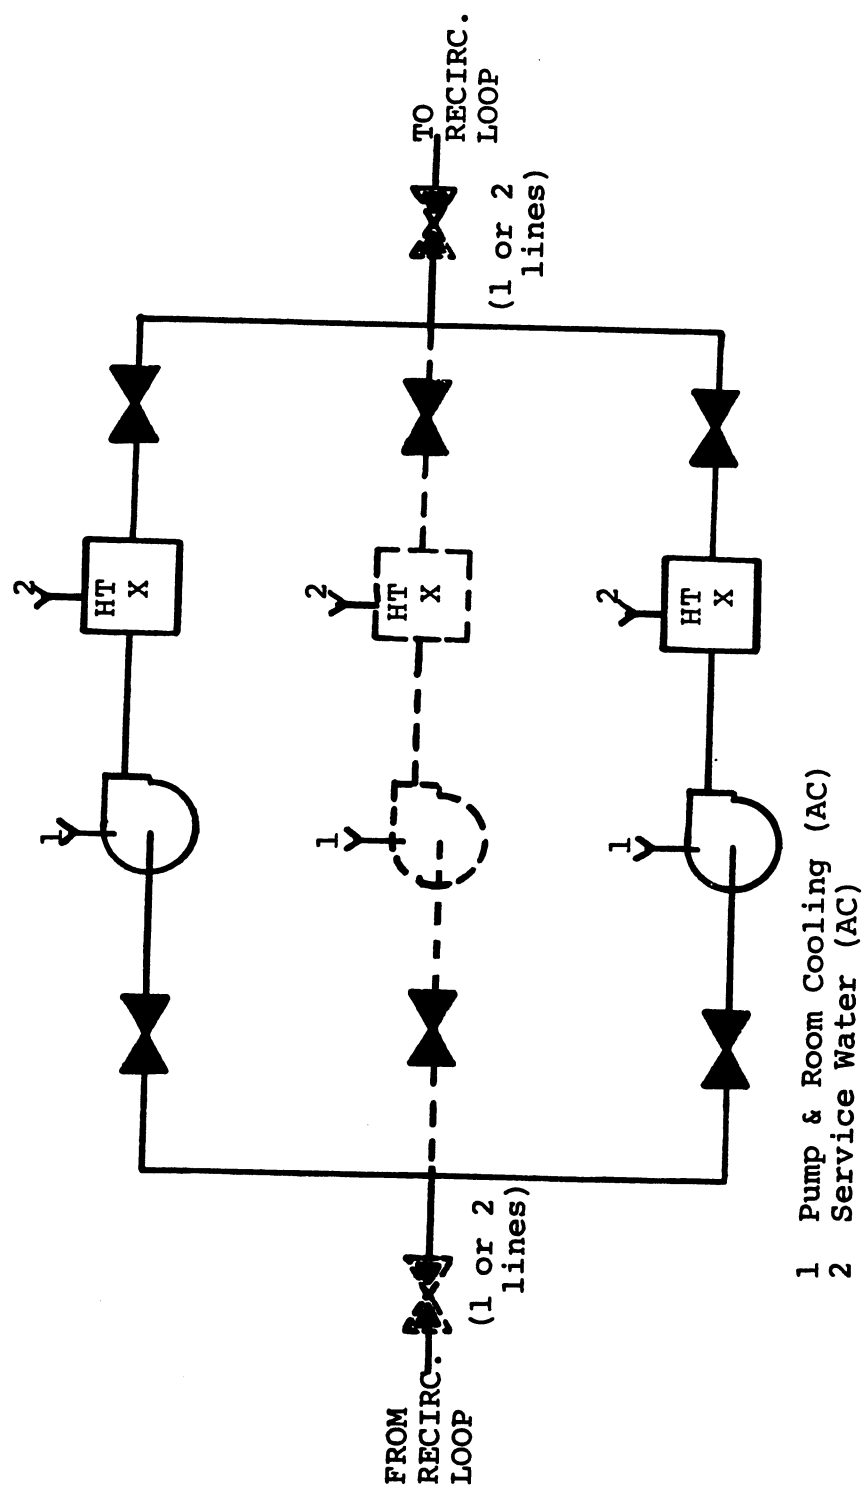 FROM
RECIRC.
LOOP
(1 or 2
lines)
1
HT
X
2
1
HT
X
2
1
HT
X
2
TO
RECIRC.
LOOP
(1 or 2
lines)
1 Pump & Room Cooling (AC)
2 Service Water (AC)